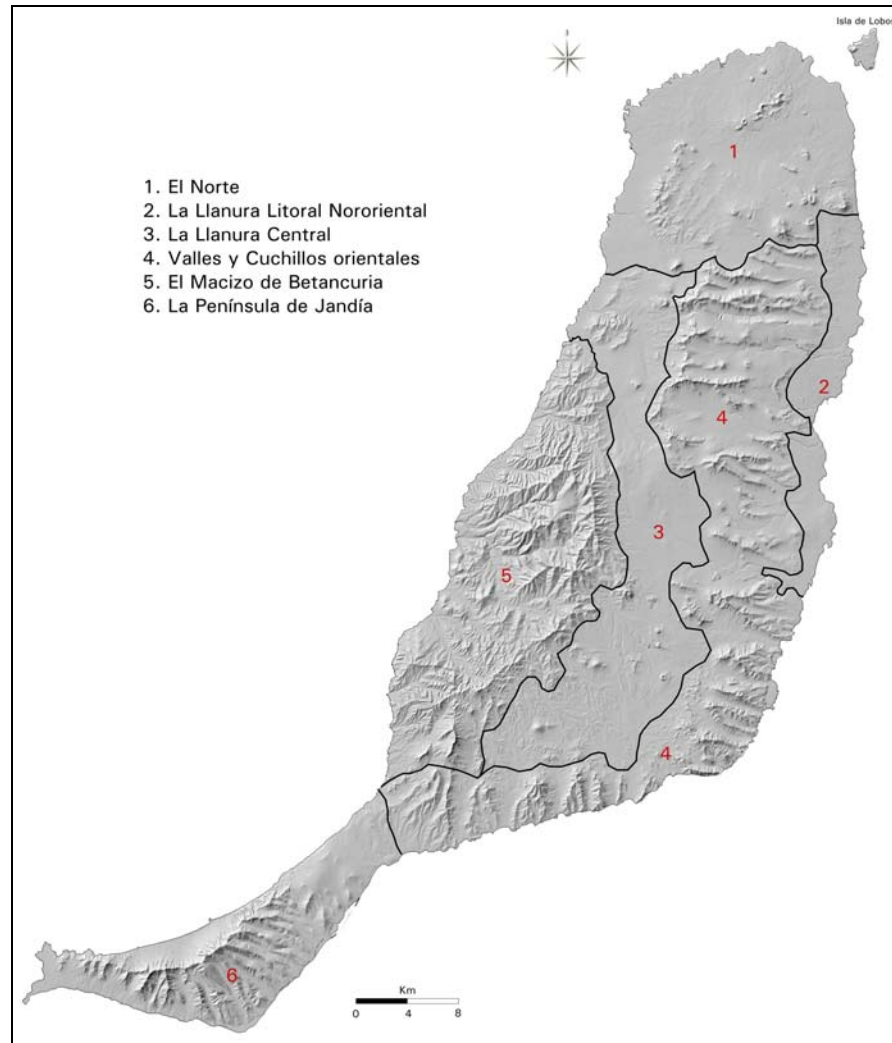 Isla de Lobos
1
1. El Norte
2. La Llanura Litoral Nororiental
3. La Llanura Central
4. Valles y Cuchillos orientales
5. El Macizo de Betancuria
6. La Península de Jandía
2
4
3
5
4
6
Km
0 4 8